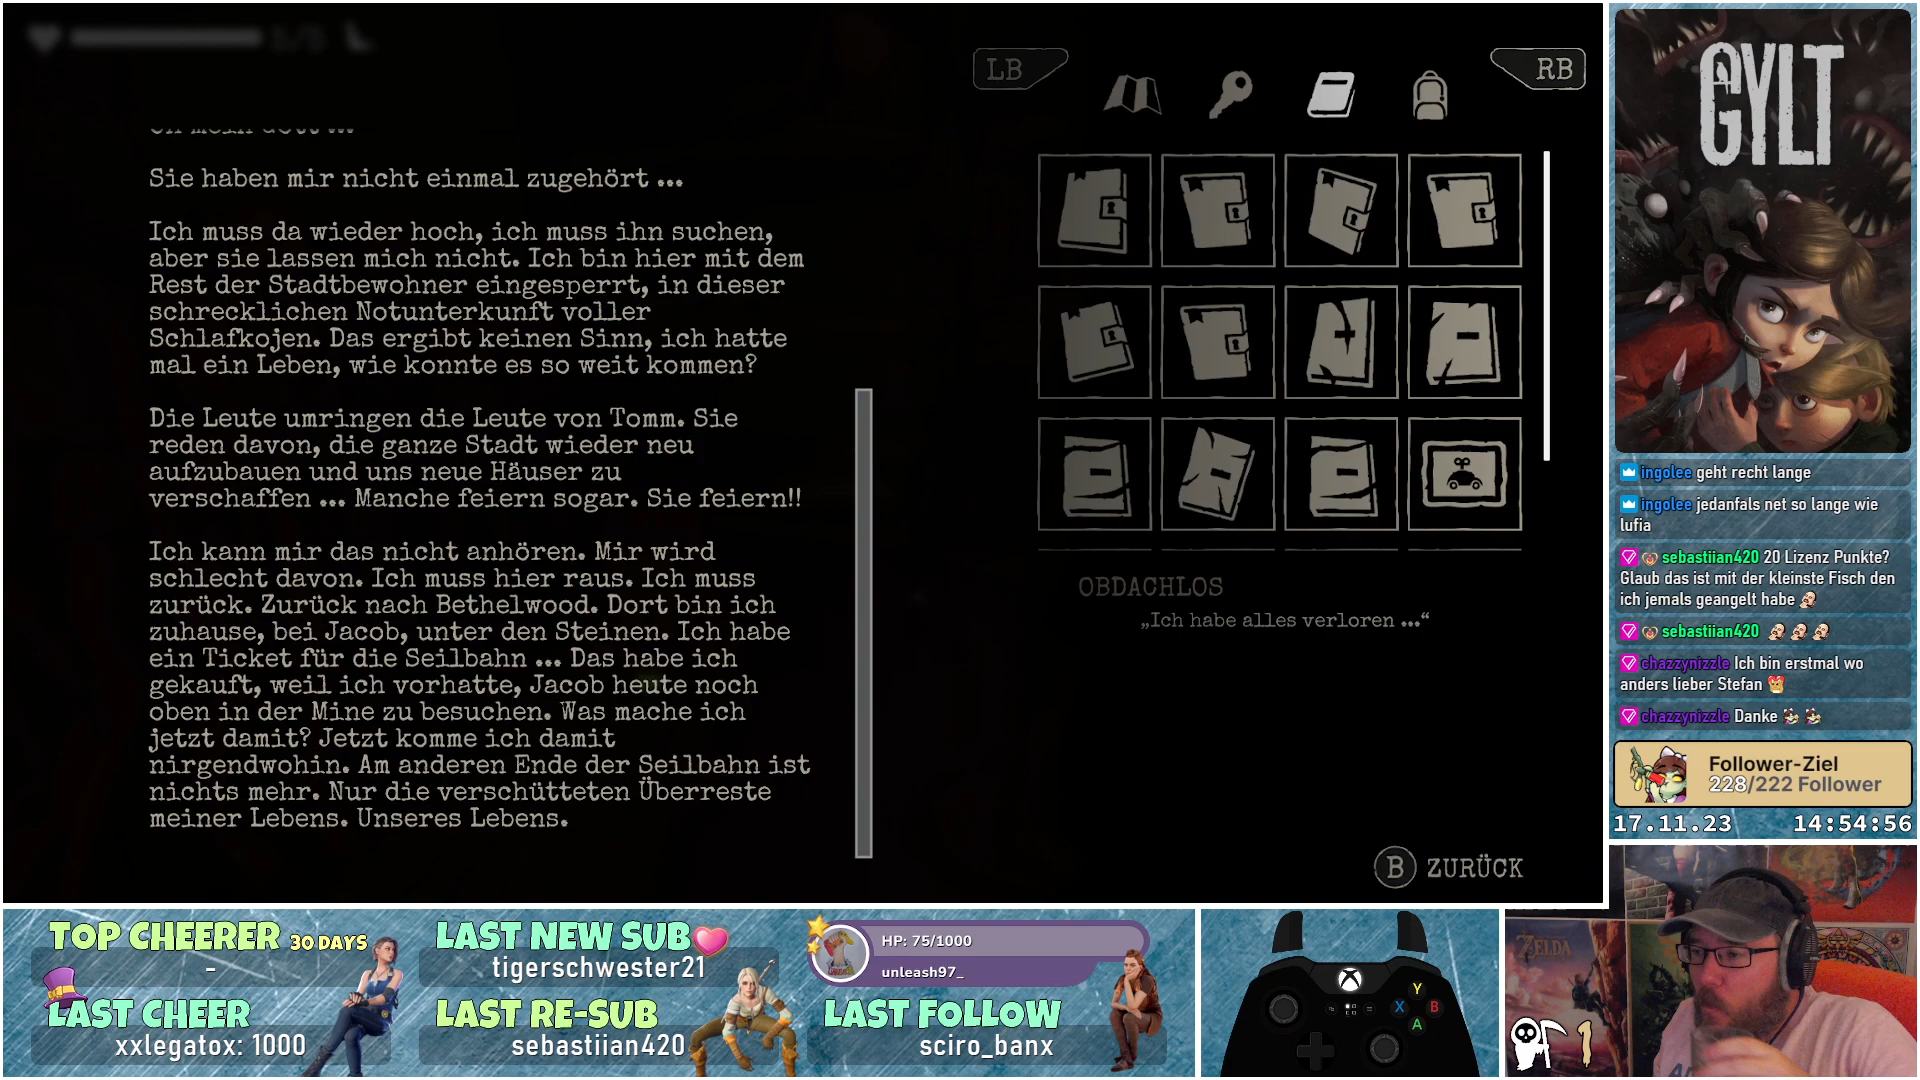 LB
RB
Sie haben mir nicht einmal zugehört ...
Ich muss da wieder hoch, ich muss ihn suchen,
aber sie lassen mich nicht. Ich bin hier mit dem
Rest der Stadtbewohner eingesperrt, in dieser
schrecklichen Notunterkunft voller
Schlafkojen. Das ergibt keinen Sinn, ich hatte
mal ein Leben, wie konnte es so weit kommen?
Die Leute umringen die Leute von Tomm. Sie
reden davon, die ganze Stadt wieder neu
aufzubauen und uns neue Häuser zu
verschaffen ... Manche feiern sogar. Sie feiern!!
Ich kann mir das nicht anhören. Mir wird
schlecht davon. Ich muss hier raus. Ich muss
zurück. Zurück nach Bethelwood. Dort bin ich
zuhause, bei Jacob, unter den Steinen. Ich habe
ein Ticket für die Seilbahn ... Das habe ich
gekauft, weil ich vorhatte, Jacob heute noch
oben in der Mine zu besuchen. Was mache ich
jetzt damit? Jetzt komme ich damit
nirgendwohin. Am anderen Ende der Seilbahn ist
nichts mehr. Nur die verschütteten Überreste
meiner Lebens. Unseres Lebens.
OBDACHLOS
„Ich habe alles verloren ...“
B ZURÜCK
GYLT
ingolee geht recht lange
ingolee jedanfals net so lange wie
lufia
sebastiian420 20 Lizenz Punkte?
Glaub das ist mit der kleinste Fisch den
ich jemals geangelt habe
sebastiian420
chazzynizzle Ich bin erstmal wo
anders lieber Stefan
chazzynizzle Danke
Follower-Ziel
228/222 Follower
17.11.23 14:54:56
TOP CHEERER 30 DAYS
-
LAST CHEER
xxlegatox: 1000
LAST NEW SUB
tigerschwester21
LAST RE-SUB
sebastiian420
HP: 75/1000
unleash97_
LAST FOLLOW
sciro_banx
Y
X
B
A
ZELDA
1